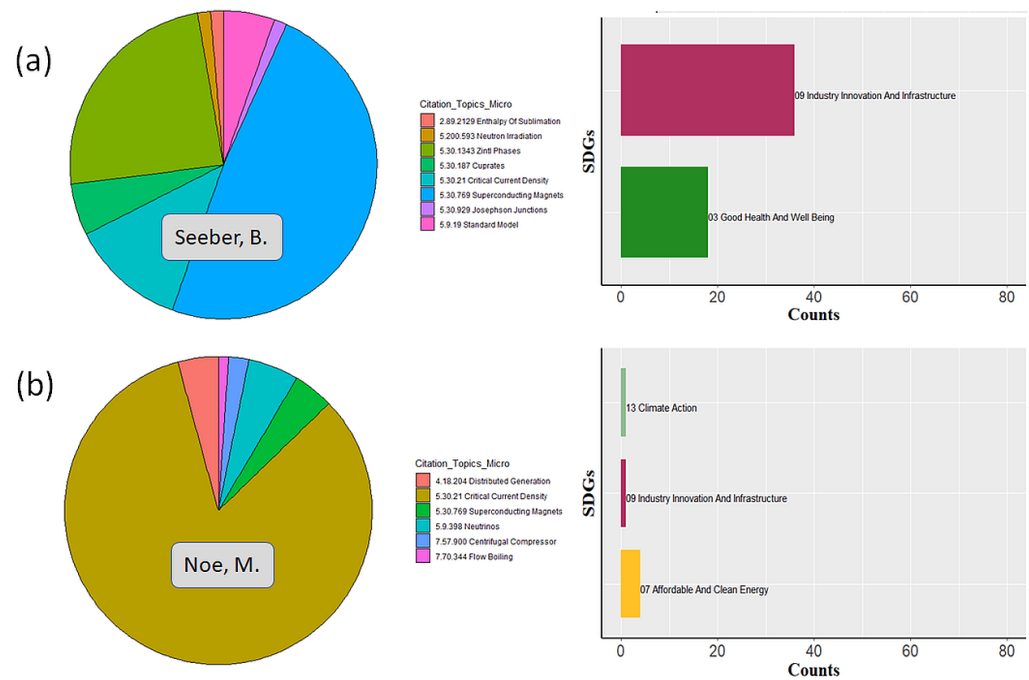 (a)
Seeber, B.
Citation_Topics_Micro
2.89.2129 Enthalpy Of Sublimation
5.200.593 Neutron Irradiation
5.30.1343 Zintl Phases
5.30.187 Cuprates
5.30.21 Critical Current Density
5.30.769 Superconducting Magnets
5.30.929 Josephson Junctions
5.9.19 Standard Model
SDGs
09 Industry Innovation And Infrastructure
03 Good Health And Well Being
0 20 40 60 80
Counts
(b)
Noe, M.
Citation_Topics_Micro
4.18.204 Distributed Generation
5.30.21 Critical Current Density
5.30.769 Superconducting Magnets
5.9.398 Neutrinos
7.57.900 Centrifugal Compressor
7.70.344 Flow Boiling
SDGs
13 Climate Action
09 Industry Innovation And Infrastructure
07 Affordable And Clean Energy
0 20 40 60 80
Counts